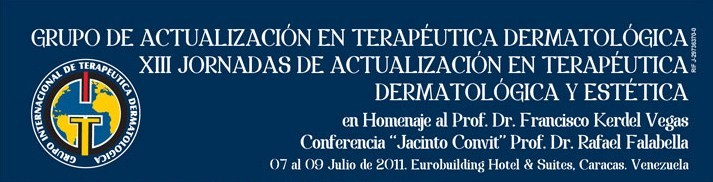 GRUPO DE ACTUALIZACIÓN EN TERAPÉUTICA DERMATOLÓGICA
XIII JORNADAS DE ACTUALIZACIÓN EN TERAPÉUTICA
DERMATOLÓGICA Y ESTÉTICA
en Homenaje al Prof. Dr. Francisco Kerdel Vegas
Conferencia “Jacinto Convit” Prof. Dr. Rafael Falabella
07 al 09 Julio de 2011. Eurobuilding Hotel & Suites, Caracas. Venezuela
RIF J-29736370-0
GRUPO INTERNACIONAL DE TERAPEUTICA DERMATOLOGICA
I
T